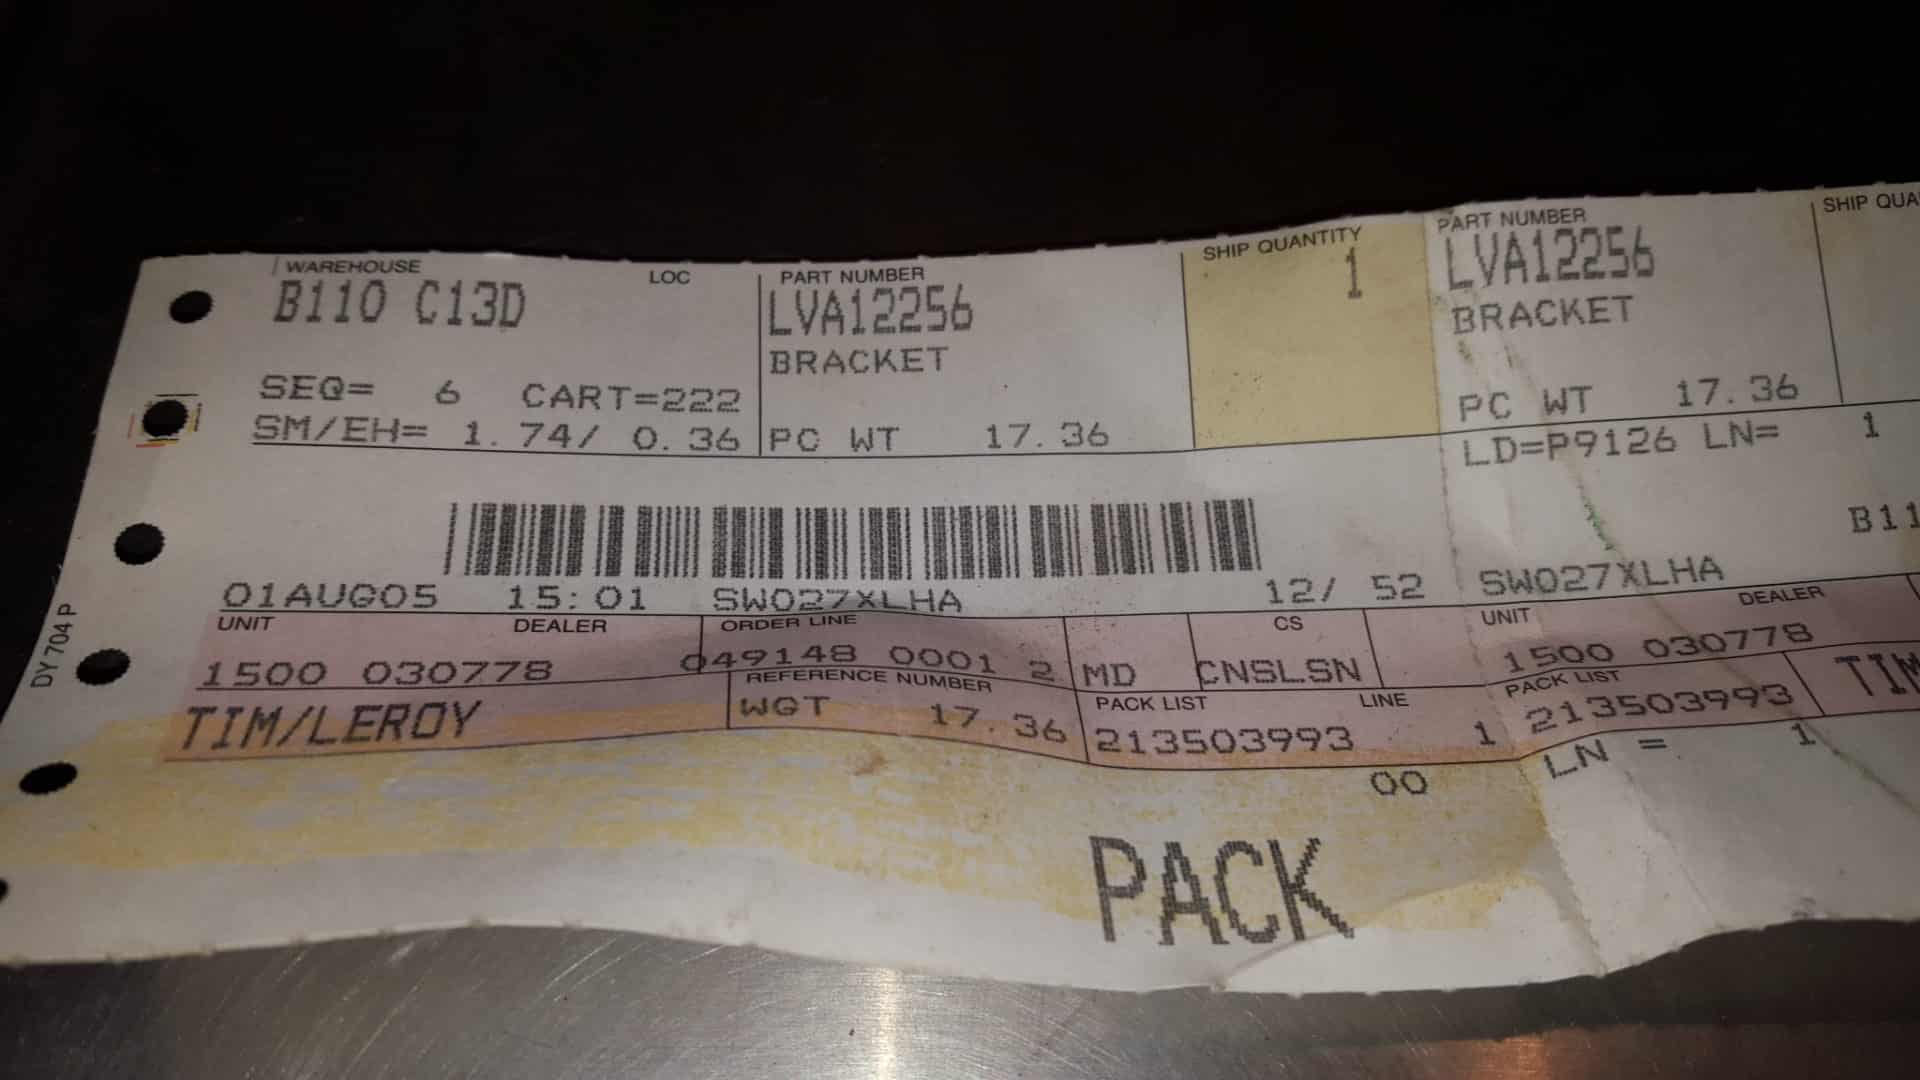 WAREHOUSE LOC
B110 C13D
SEQ= 6 CART=222
SM/EH= 1.74/ 0.36
PART NUMBER
LVA12256
BRACKET
PC WT 17.36
SHIP QUANTITY
1
01AUG05 15:01 SW027XLHA 12/ 52
UNIT DEALER ORDER LINE CS
1500 030778 049148 0001 2 MD CNSLSN
TIM/LEROY
REFERENCE NUMBER
WGT 17.36
PACK LIST LINE
213503993 1
00
PACK
DY 704 P
PART NUMBER SHIP QUA
LVA12256
BRACKET
PC WT 17.36
LD=P9126 LN= 1
B11
SW027XLHA
UNIT DEALER
1500 030778
PACK LIST
213503993 TIM
LN = 1